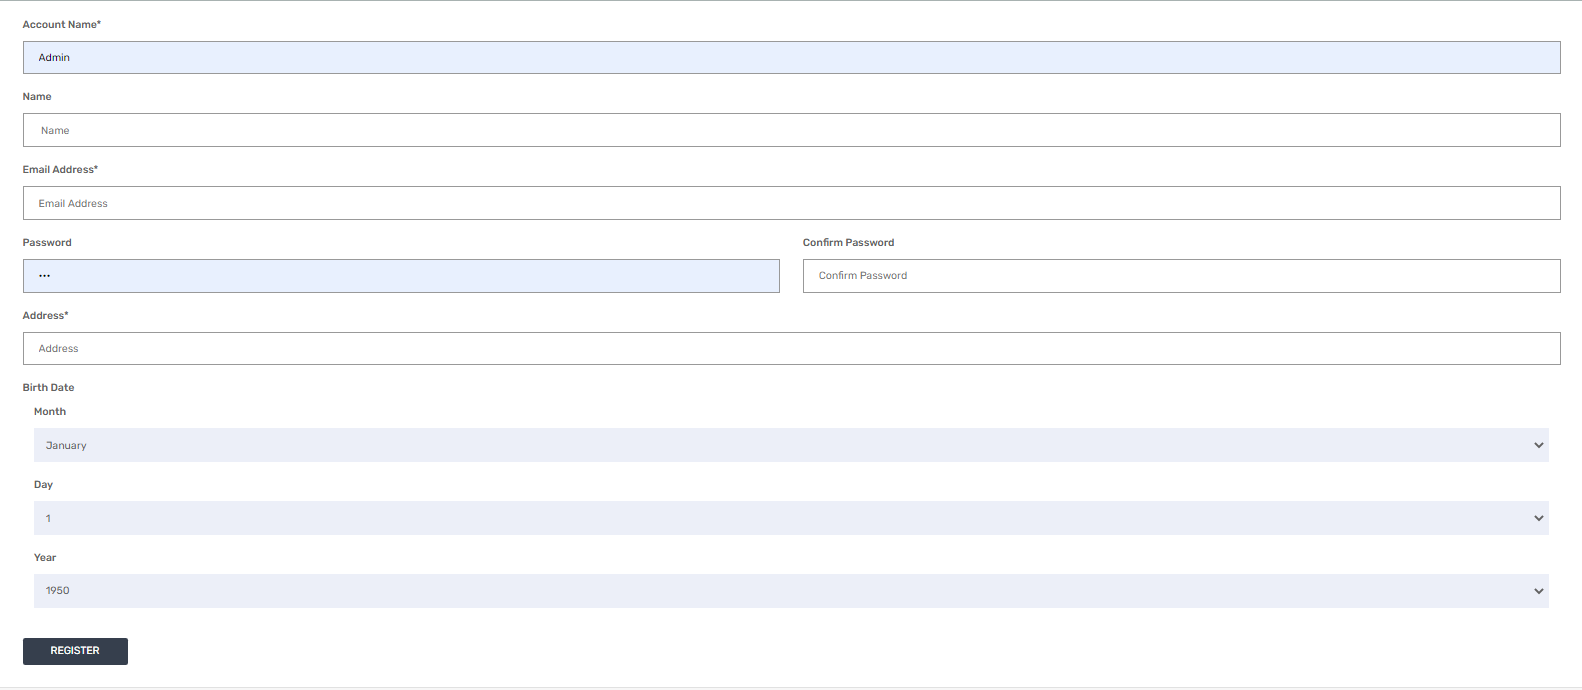 Account Name*
Admin
Name
Name
Email Address*
Email Address
Password Confirm Password
••• Confirm Password
Address*
Address
Birth Date
Month
January
Day
1
Year
1950
REGISTER